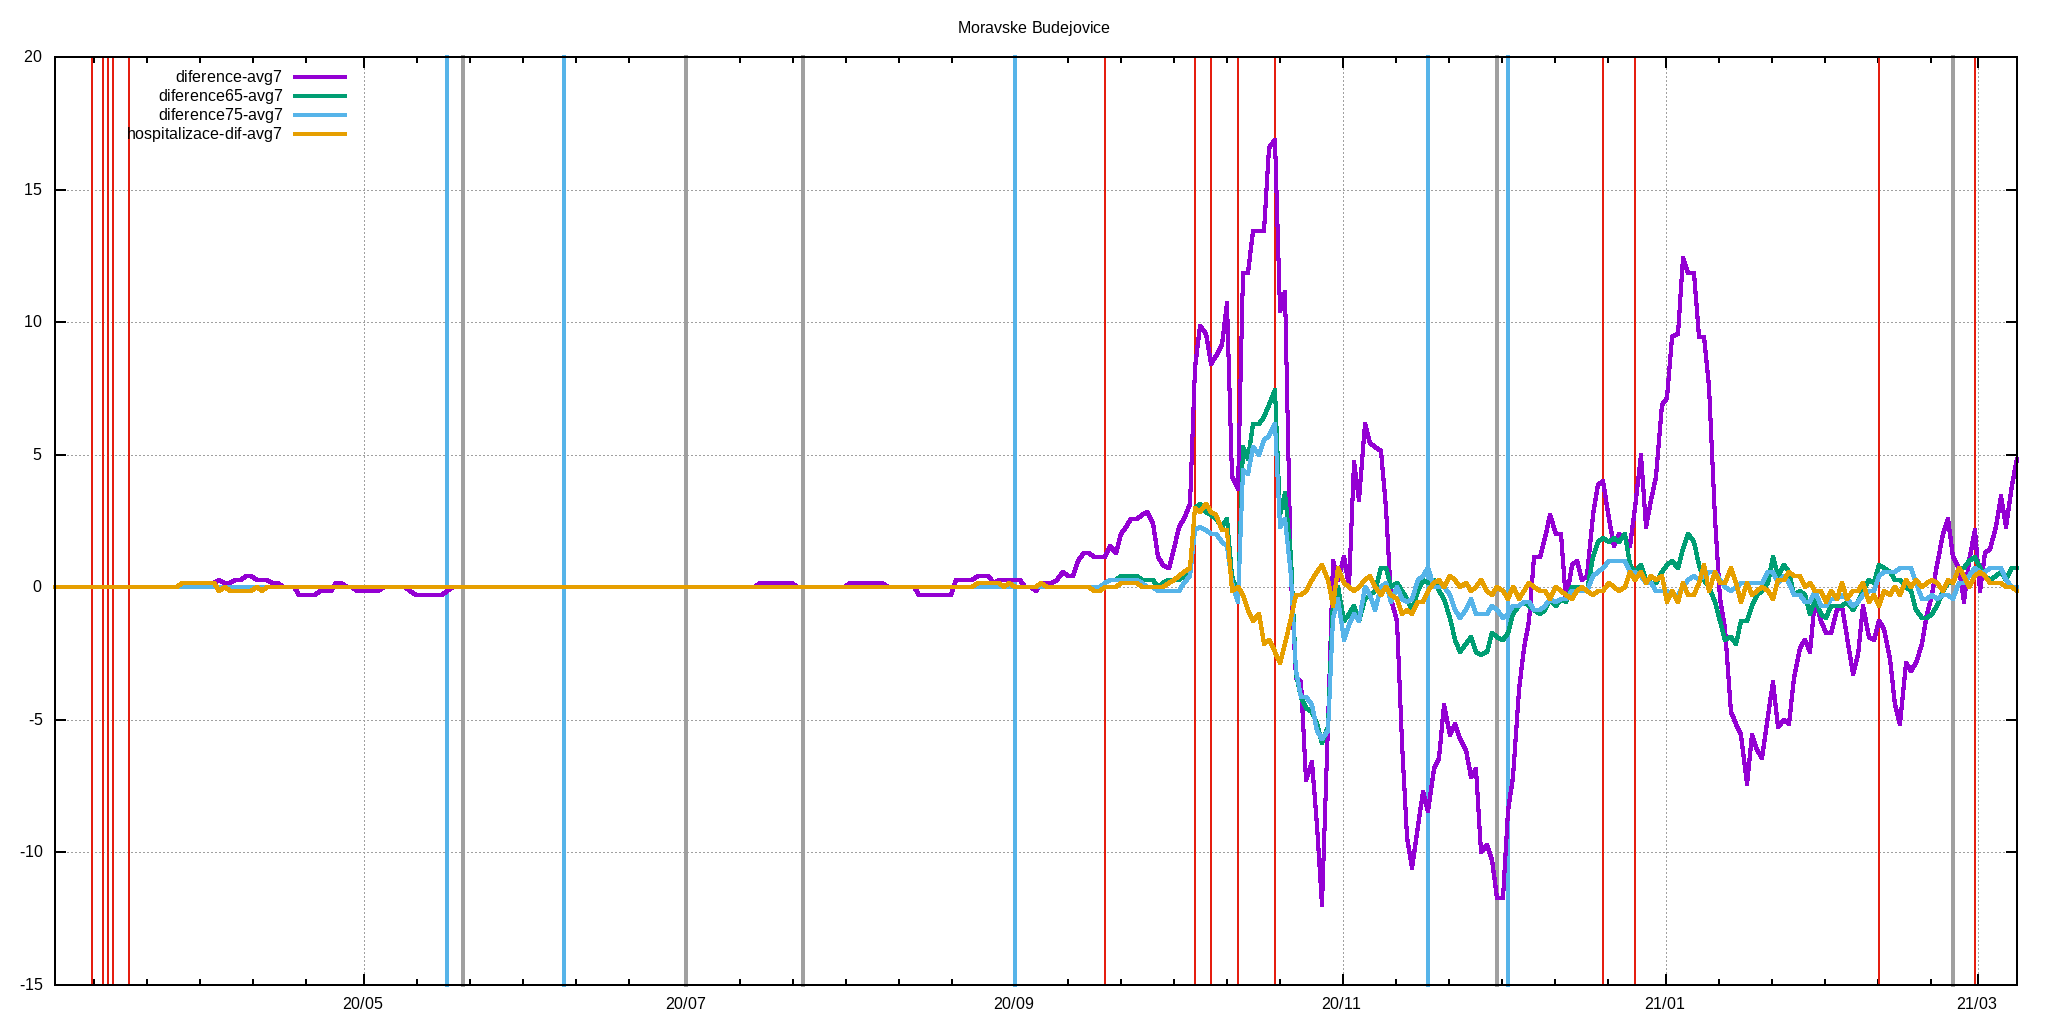 Moravske Budejovice
20
15
10
5
0
-5
-10
-15
diference-avg7
diference65-avg7
diference75-avg7
hospitalizace-dif-avg7
20/05
20/07
20/09
20/11
21/01
21/03